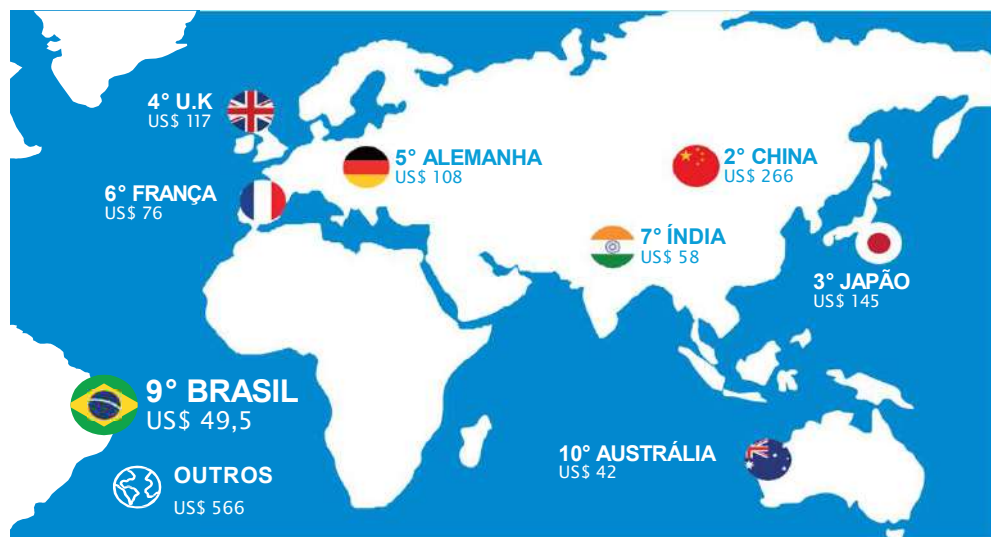 4° U.K
US$ 117
5° ALEMANHA
US$ 108
2° CHINA
US$ 266
6° FRANÇA
US$ 76
7° ÍNDIA
US$ 58
3° JAPÃO
US$ 145
9° BRASIL
US$ 49,5
10° AUSTRÁLIA
US$ 42
OUTROS
US$ 566